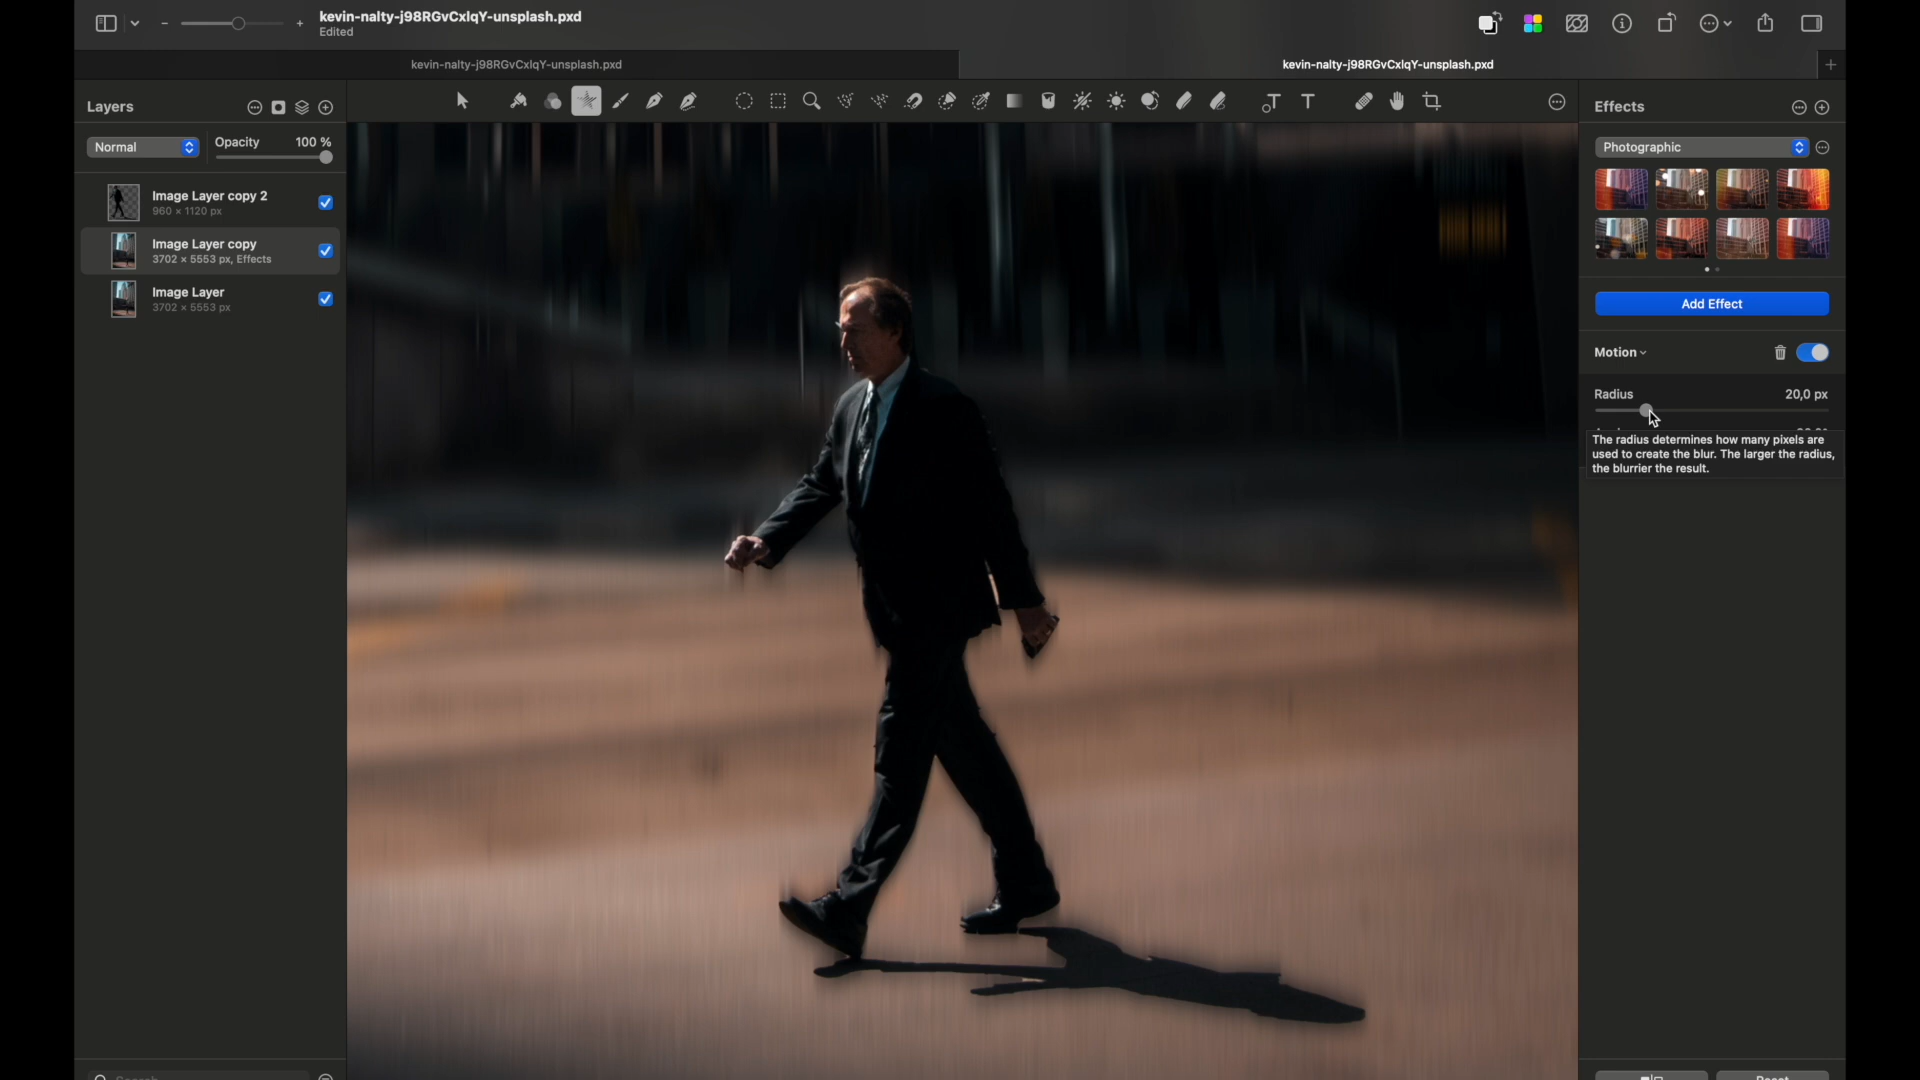 kevin-nalty-j98RGvCxlqY-unsplash.pxd
Edited
kevin-nalty-j98RGvCxlqY-unsplash.pxd
kevin-nalty-j98RGvCxlqY-unsplash.pxd
Layers
Normal
Opacity 100 %
Image Layer copy 2
960 × 1120 px
Image Layer copy
3702 × 5553 px, Effects
Image Layer
3702 × 5553 px
Effects
Photographic
Add Effect
Motion
Radius 20,0 px
The radius determines how many pixels are
used to create the blur. The larger the radius,
the blurrier the result.